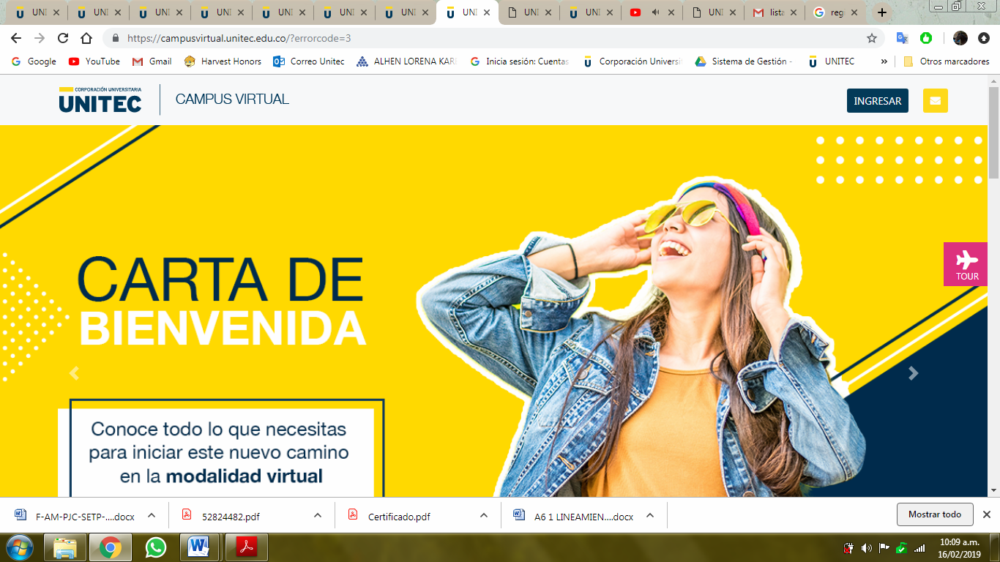 UNI
UNI
UNI
UNI
UNI
UNI
UNI
UNI
UNI
UNI
UNI
lista
reg
https://campusvirtual.unitec.edu.co/?errorcode=3
Google
YouTube
Gmail
Harvest Honors
Correo Unitec
ALHEN LORENA KAR
Inicia sesión: Cuentas
Corporación Universi
Sistema de Gestión -
UNITEC
»
Otros marcadores
CORPORACIÓN UNIVERSITARIA
UNITEC
CAMPUS VIRTUAL
INGRESAR
CARTA DE
BIENVENIDA
TOUR
Conoce todo lo que necesitas
para iniciar este nuevo camino
en la modalidad virtual
F-AM-PJC-SETP-....docx
52824482.pdf
Certificado.pdf
A6 1 LINEAMIEN....docx
Mostrar todo
10:09 a.m.
16/02/2019